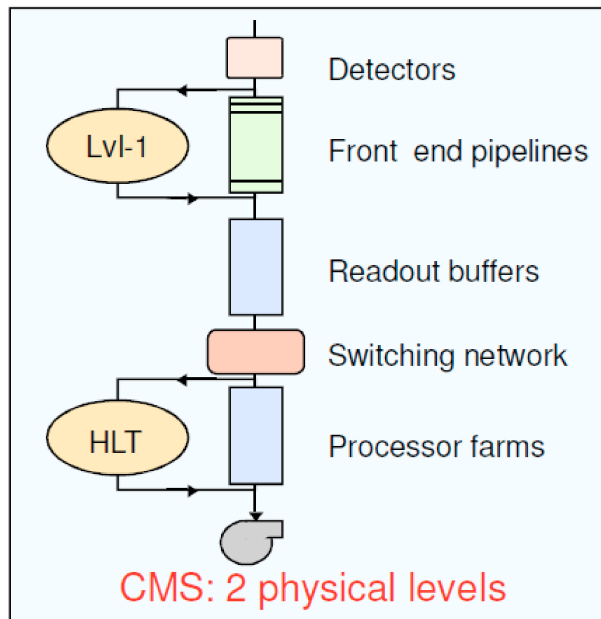 Detectors
Lvl-1
Front end pipelines
Readout buffers
Switching network
HLT
Processor farms
CMS: 2 physical levels